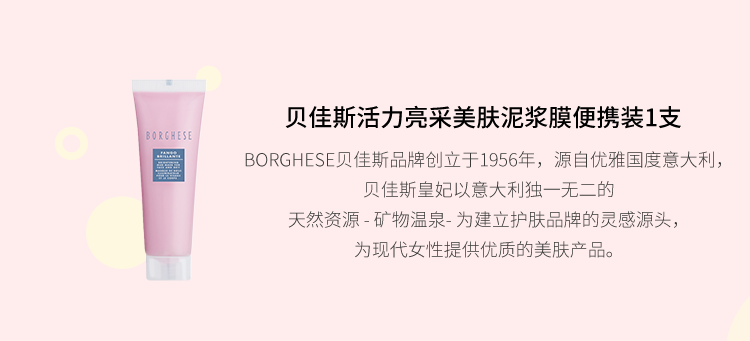 贝佳斯活力亮采美肤泥浆膜便携装1支
BORGHESE贝佳斯品牌创立于1956年，源自优雅国度意大利，
贝佳斯皇妃以意大利独一无二的
天然资源 - 矿物温泉- 为建立护肤品牌的灵感源头，
为现代女性提供优质的美肤产品。
BORGHESE
FANGO
BRILLANTE